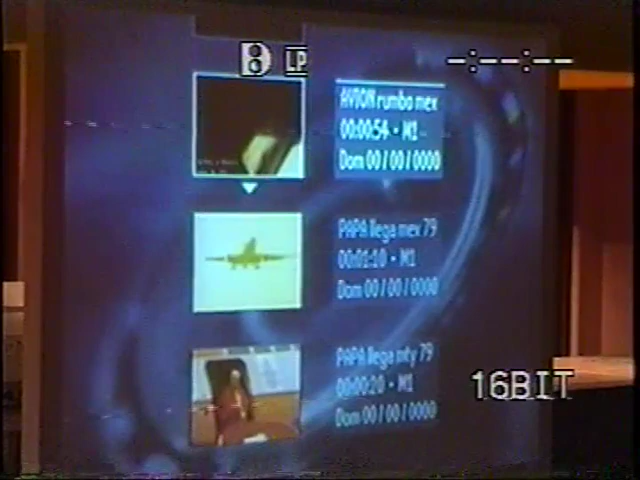 LP
-:--:--
AVION rumbo mex
00:00:54 • M1
Dom 00/00/0000
PAPA llega mex 79
00:01:10 • M1
Dom 00/00/0000
PAPA llega mty 79
00:00:20 • M1
Dom 00/00/0000
16BIT